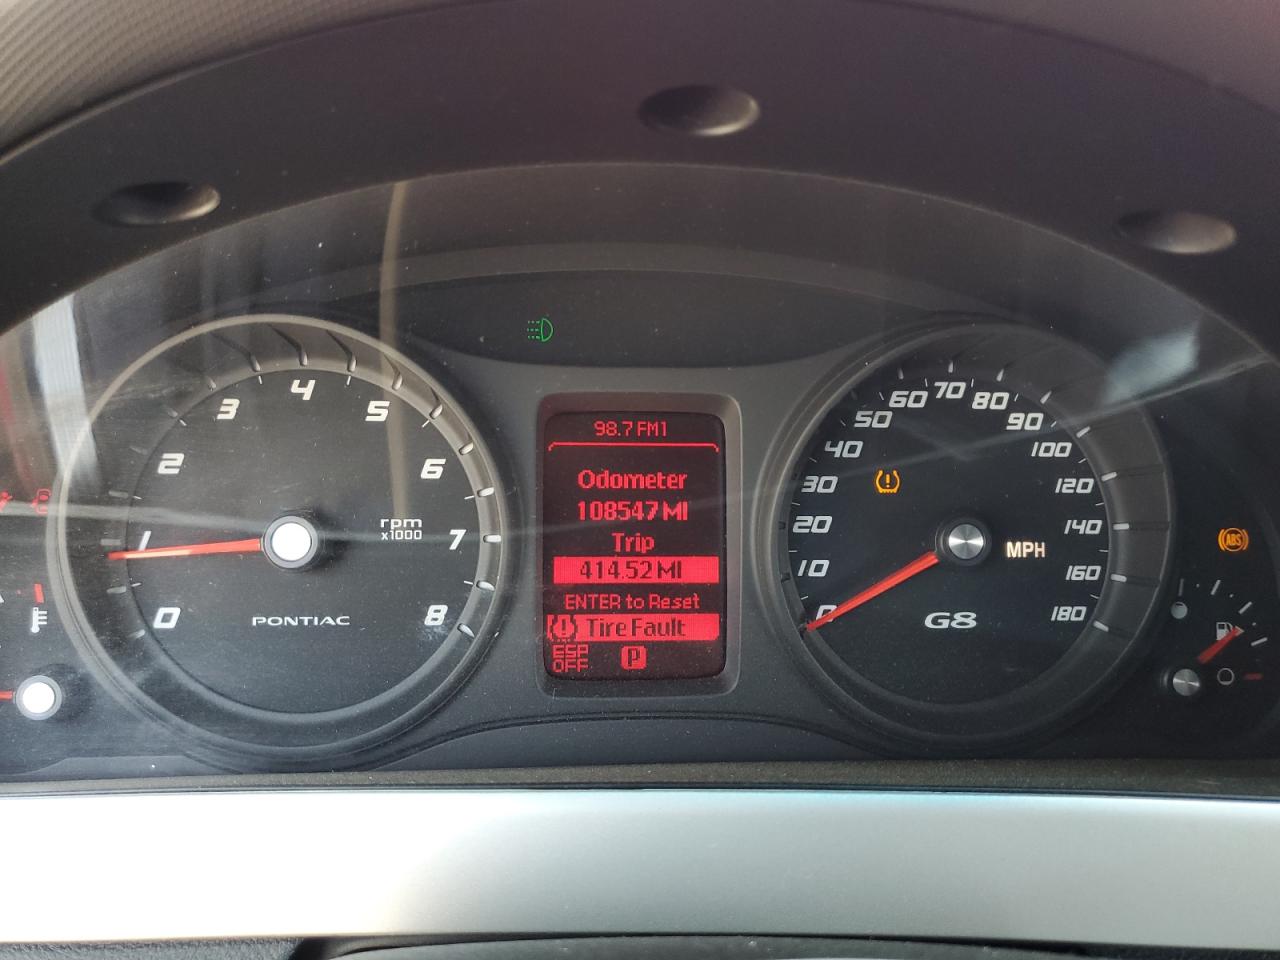 98.7 FM1
Odometer
108547 MI
Trip
414.52 MI
ENTER to Reset
Tire Fault
ESP
OFF
P
0
1
2
3
4
5
6
7
8
rpm
x1000
PONTIAC
0
10
20
30
40
50
60
70
80
90
100
120
140
160
180
MPH
G8
ABS